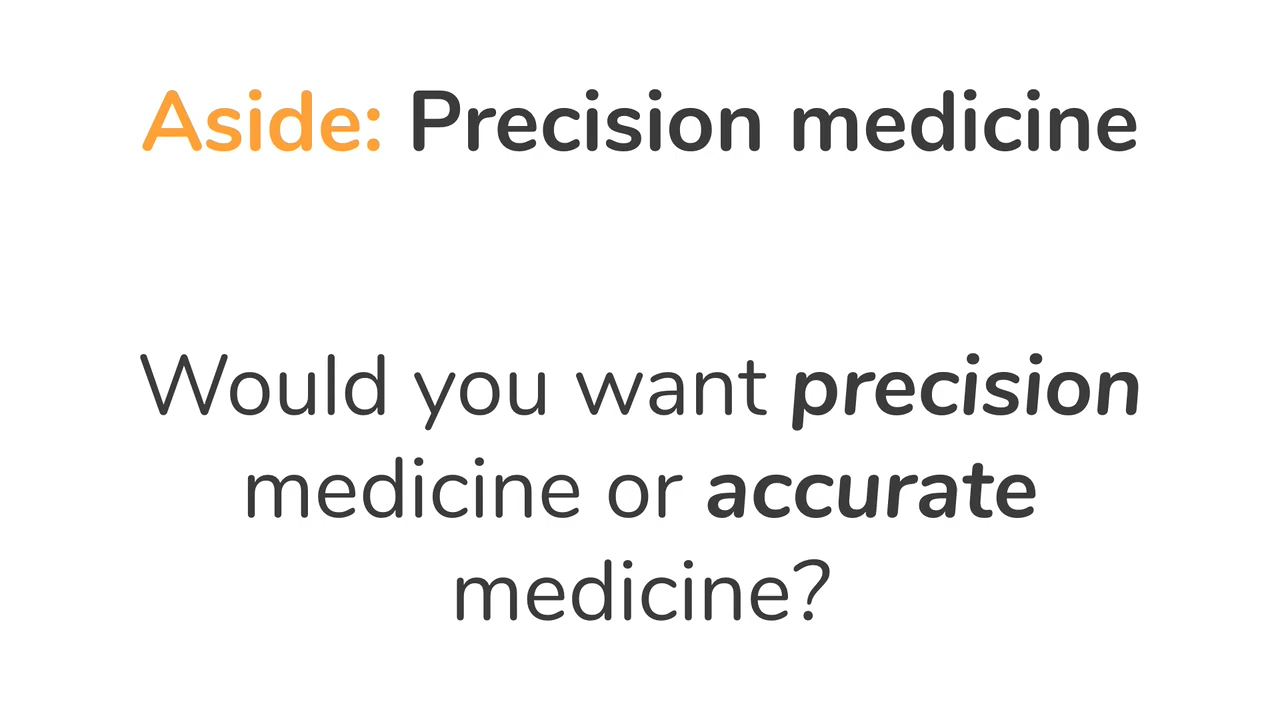 Aside: Precision medicine
Would you want precision
medicine or accurate
medicine?